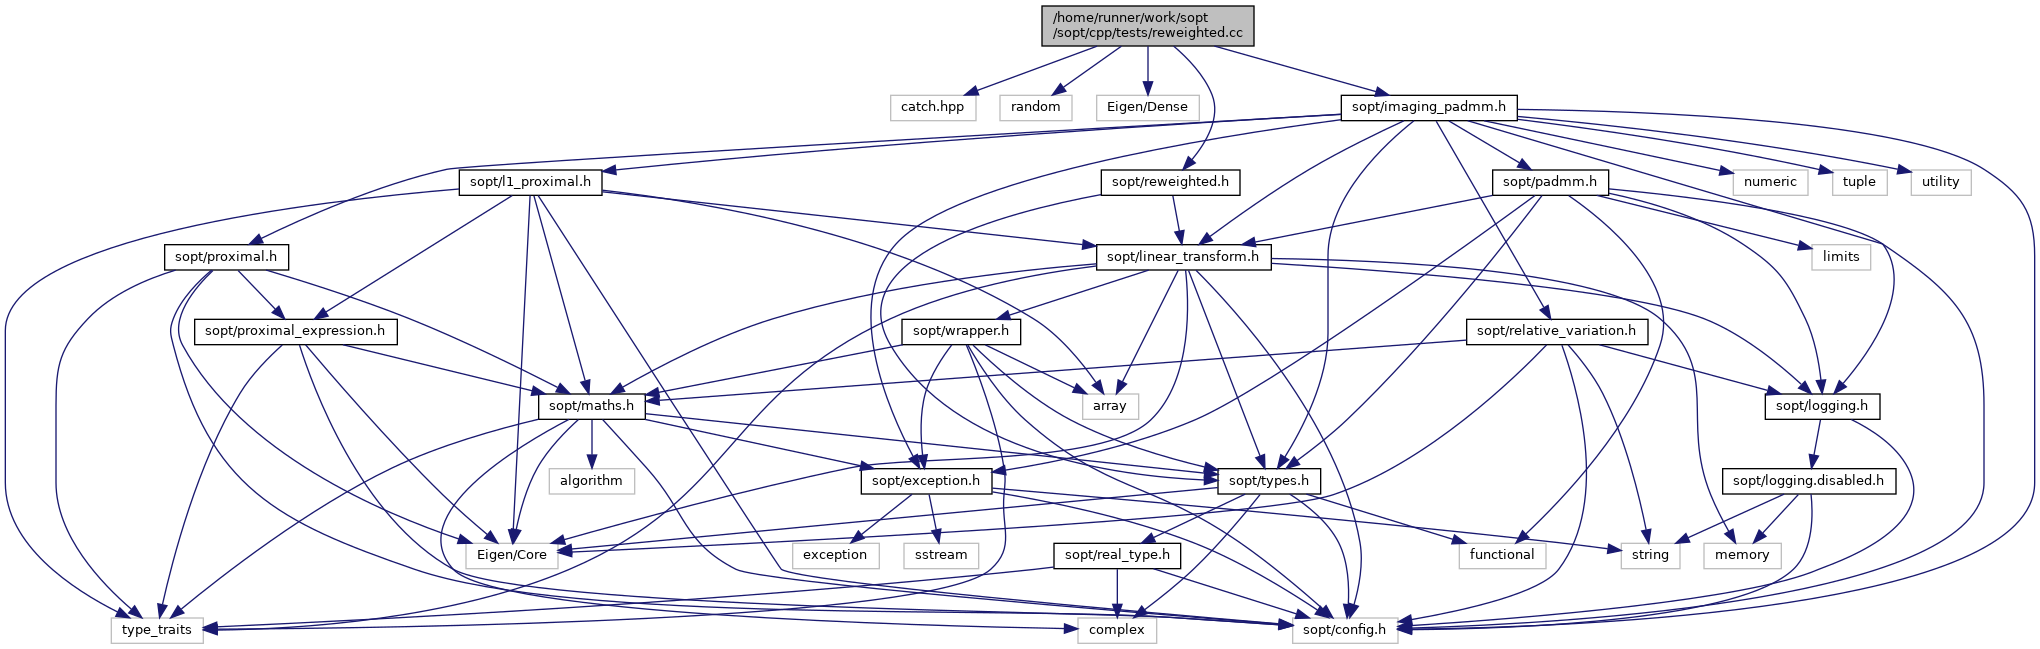 /home/runner/work/sopt
/sopt/cpp/tests/reweighted.cc
catch.hpp
random
Eigen/Dense
sopt/imaging_padmm.h
sopt/l1_proximal.h
sopt/reweighted.h
sopt/padmm.h
numeric
tuple
utility
sopt/proximal.h
sopt/linear_transform.h
limits
sopt/proximal_expression.h
sopt/wrapper.h
sopt/relative_variation.h
sopt/maths.h
array
sopt/logging.h
algorithm
sopt/exception.h
sopt/types.h
sopt/logging.disabled.h
Eigen/Core
exception
sstream
sopt/real_type.h
functional
string
memory
type_traits
complex
sopt/config.h